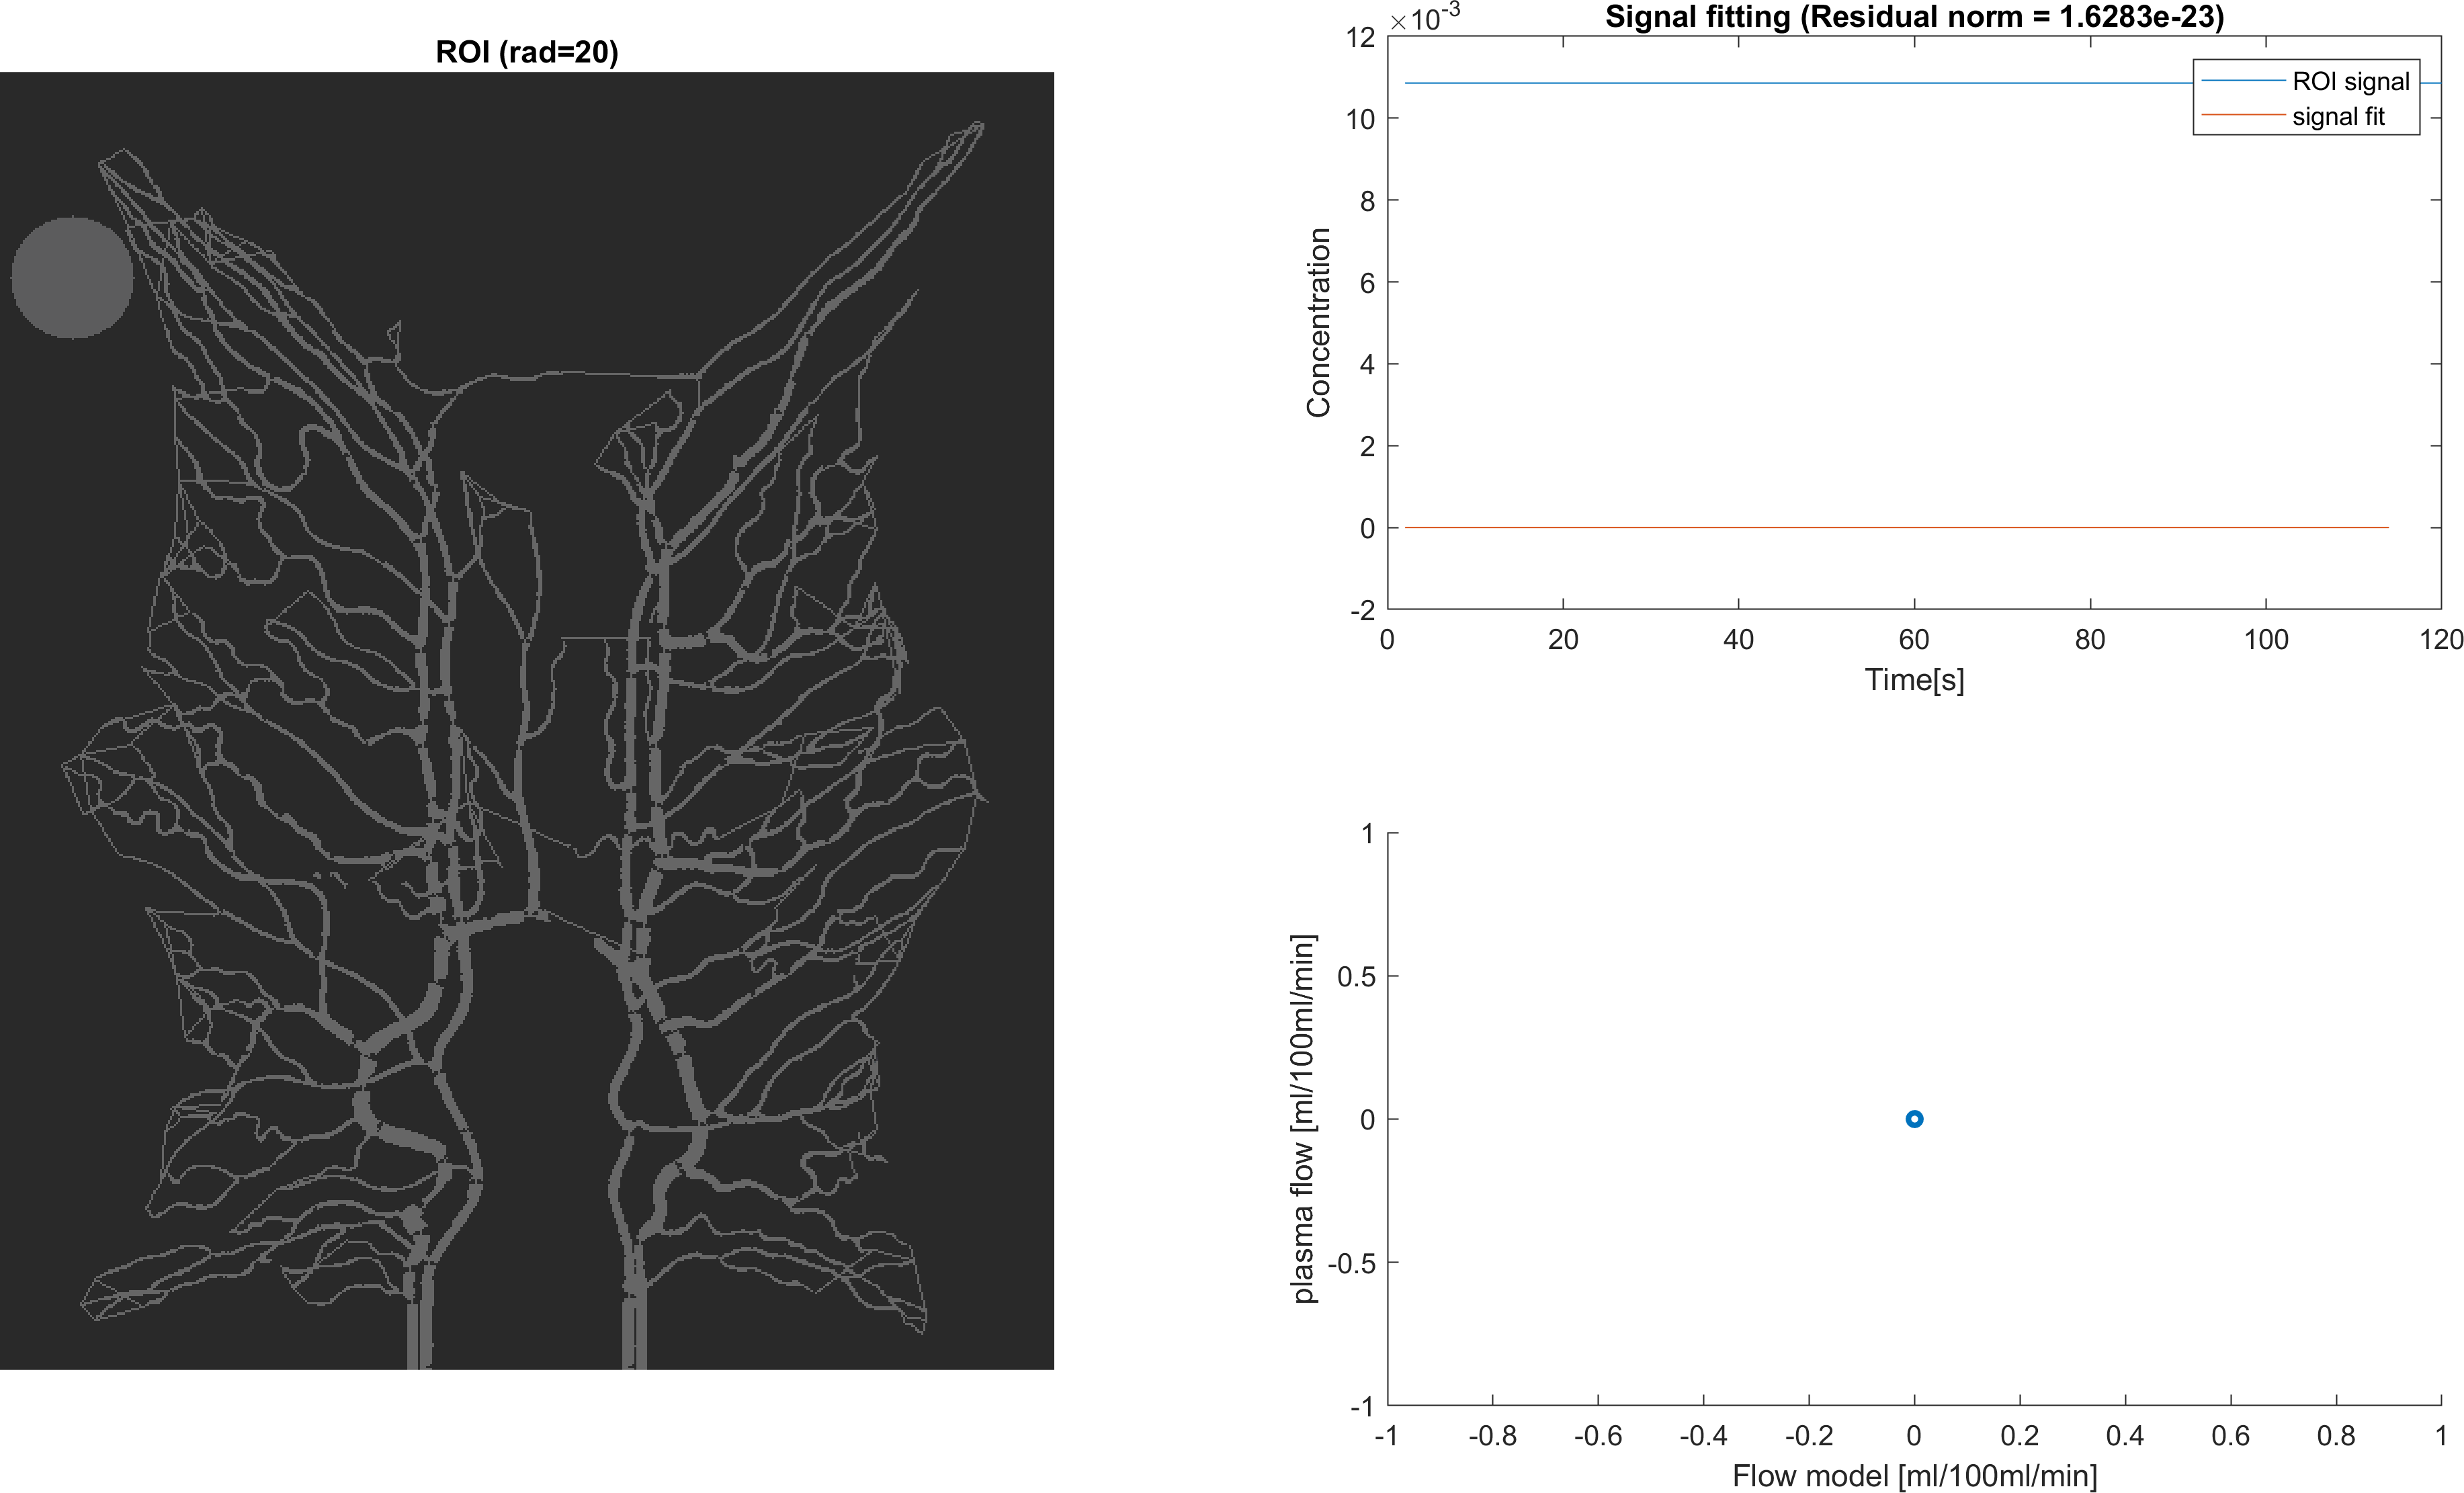 ROI (rad=20)
Signal fitting (Residual norm = 1.6283e-23)
×10-3
12
10
8
6
4
2
0
-2
Concentration
ROI signal
signal fit
0 20 40 60 80 100 120
Time[s]
1
0.5
0
-0.5
-1
plasma flow [ml/100ml/min]
-1 -0.8 -0.6 -0.4 -0.2 0 0.2 0.4 0.6 0.8 1
Flow model [ml/100ml/min]